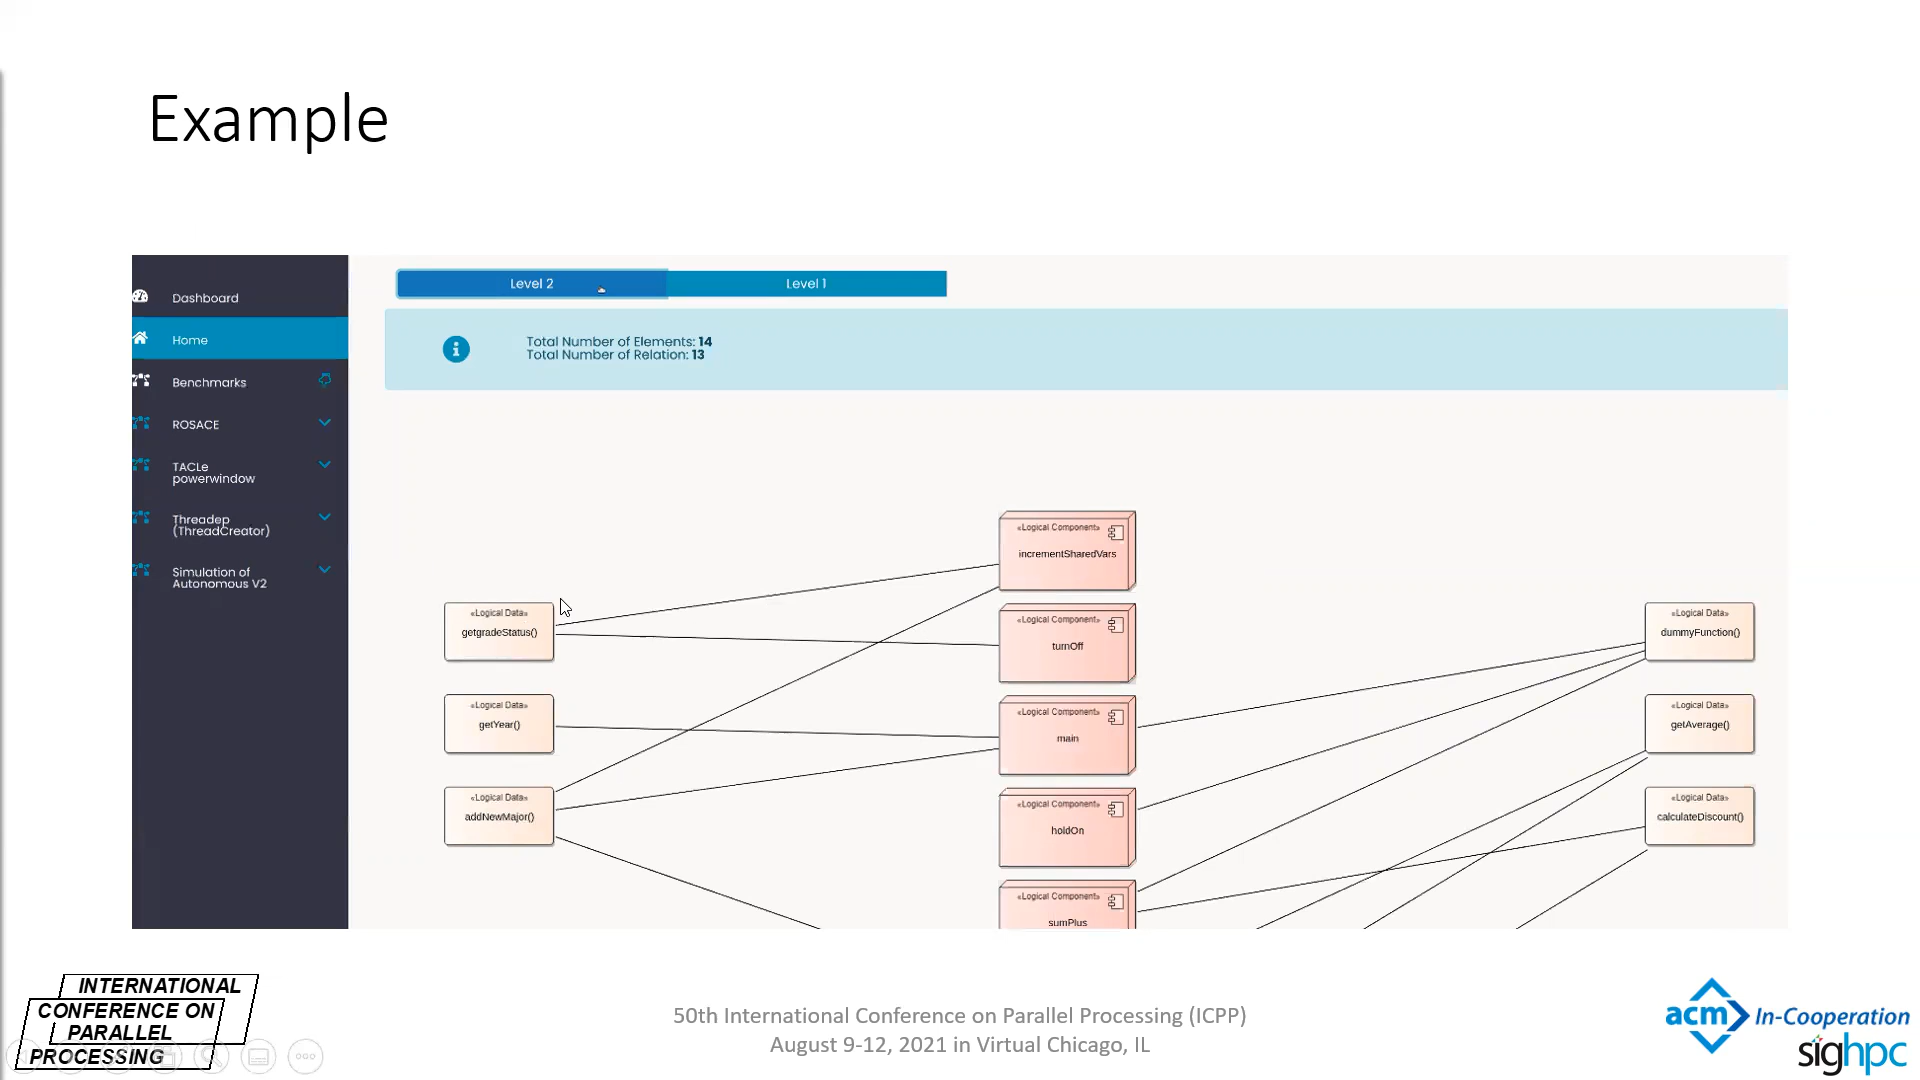 Example
Level 2
Level 1
Dashboard
Home
Benchmarks
ROSACE
TACLe
powerwindow
Threadep
(ThreadCreator)
Simulation of
Autonomous V2
Total Number of Elements: 14
Total Number of Relation: 13
«Logical Data»
getgradeStatus()
«Logical Data»
getYear()
«Logical Data»
addNewMajor()
«Logical Component»
incrementSharedVars
«Logical Component»
turnOff
«Logical Component»
main
«Logical Component»
holdOn
«Logical Component»
sumPlus
«Logical Data»
dummyFunction()
«Logical Data»
getAverage()
«Logical Data»
calculateDiscount()
INTERNATIONAL
CONFERENCE ON
PARALLEL
PROCESSING
50th International Conference on Parallel Processing (ICPP)
August 9-12, 2021 in Virtual Chicago, IL
acm In-Cooperation
sighpc